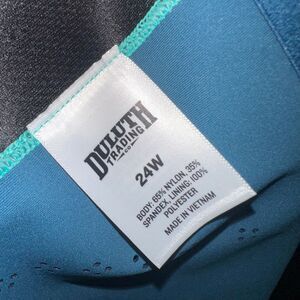 DULUTH
TRADING
CO
24W
BODY: 65% NYLON, 35%
SPANDEX, LINING: 100%
POLYESTER
MADE IN VIETNAM